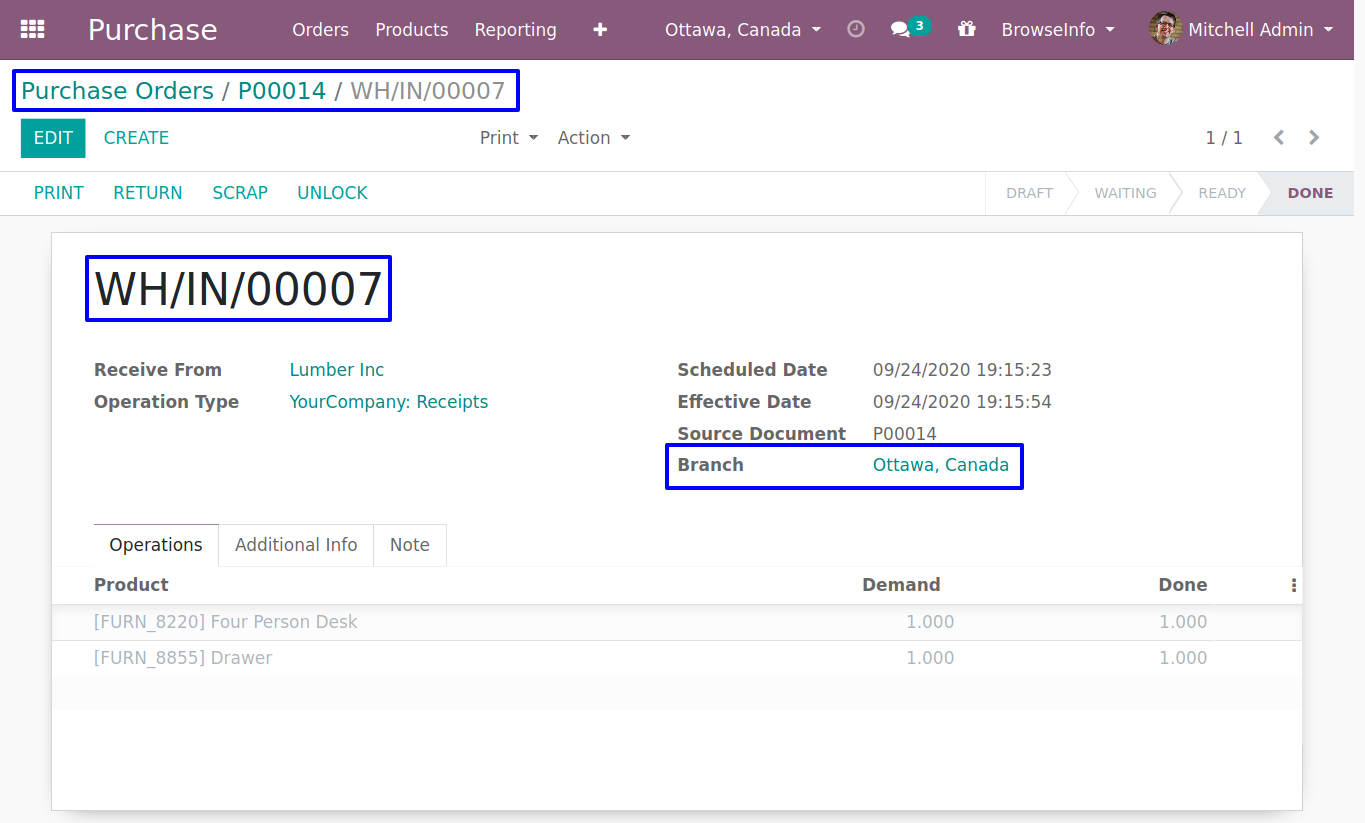 Purchase Orders Products Reporting + Ottawa, Canada 3 BrowseInfo Mitchell Admin
Purchase Orders / P00014 / WH/IN/00007
EDIT CREATE Print Action 1 / 1
PRINT RETURN SCRAP UNLOCK DRAFT WAITING READY DONE
WH/IN/00007
Receive From Lumber Inc Scheduled Date 09/24/2020 19:15:23
Operation Type YourCompany: Receipts Effective Date 09/24/2020 19:15:54
Source Document P00014
Branch Ottawa, Canada
Operations Additional Info Note
Product Demand Done
[FURN_8220] Four Person Desk 1.000 1.000
[FURN_8855] Drawer 1.000 1.000